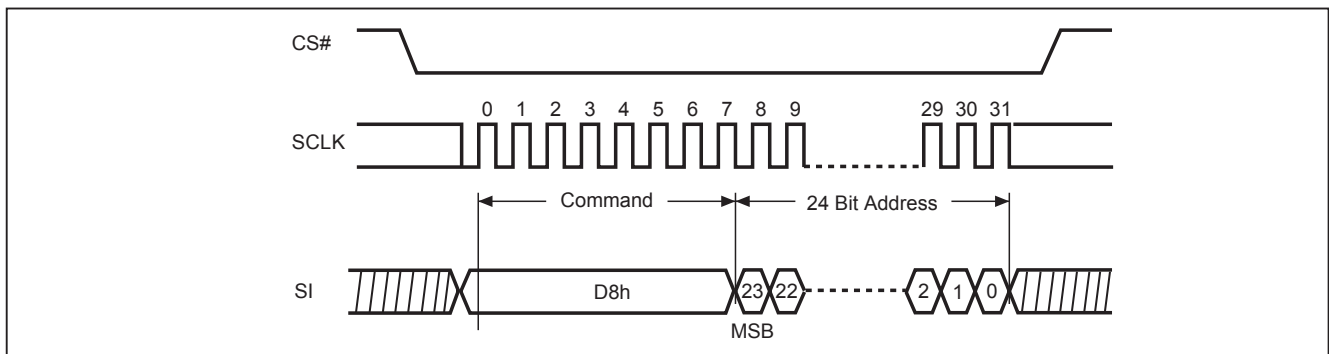 CS#
0 1 2 3 4 5 6 7 8 9 29 30 31
SCLK
Command 24 Bit Address
SI D8h 23 22 2 1 0
MSB